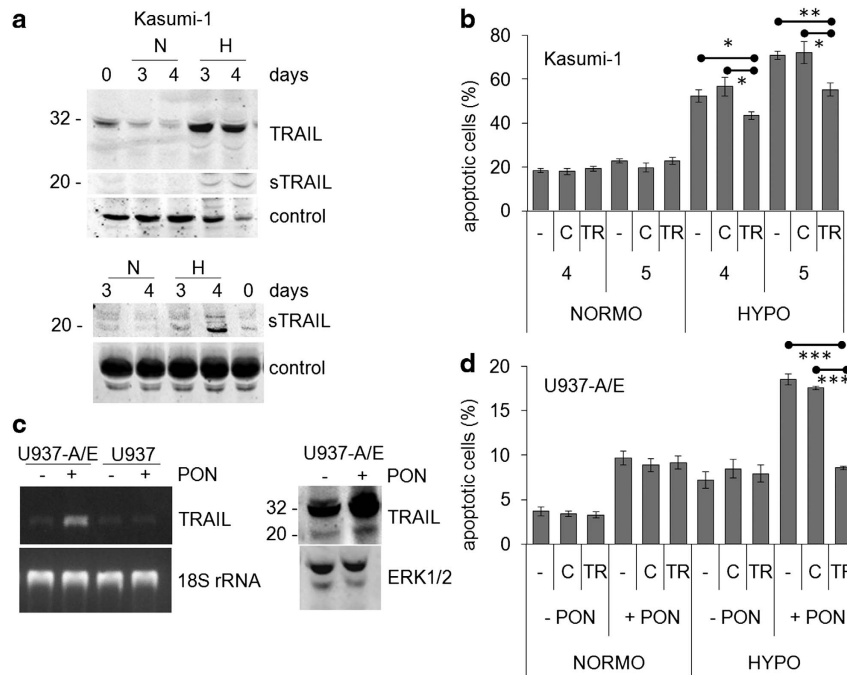 a
Kasumi-1
N H
0 3 4 3 4 days
32 -
TRAIL
20 -
sTRAIL
control
N H
3 4 3 4 0 days
20 -
sTRAIL
control
b
Kasumi-1
apoptotic cells (%)
100
80
60
40
20
0
* * ** *
- C TR - C TR - C TR - C TR
4 5 4 5
NORMO HYPO
c
U937-A/E U937
- + - + PON
TRAIL
18S rRNA
U937-A/E
- + PON
32 -
20 -
TRAIL
ERK1/2
d
U937-A/E
apoptotic cells (%)
20
15
10
5
0
*** ***
- C TR - C TR - C TR - C TR
- PON + PON - PON + PON
NORMO HYPO